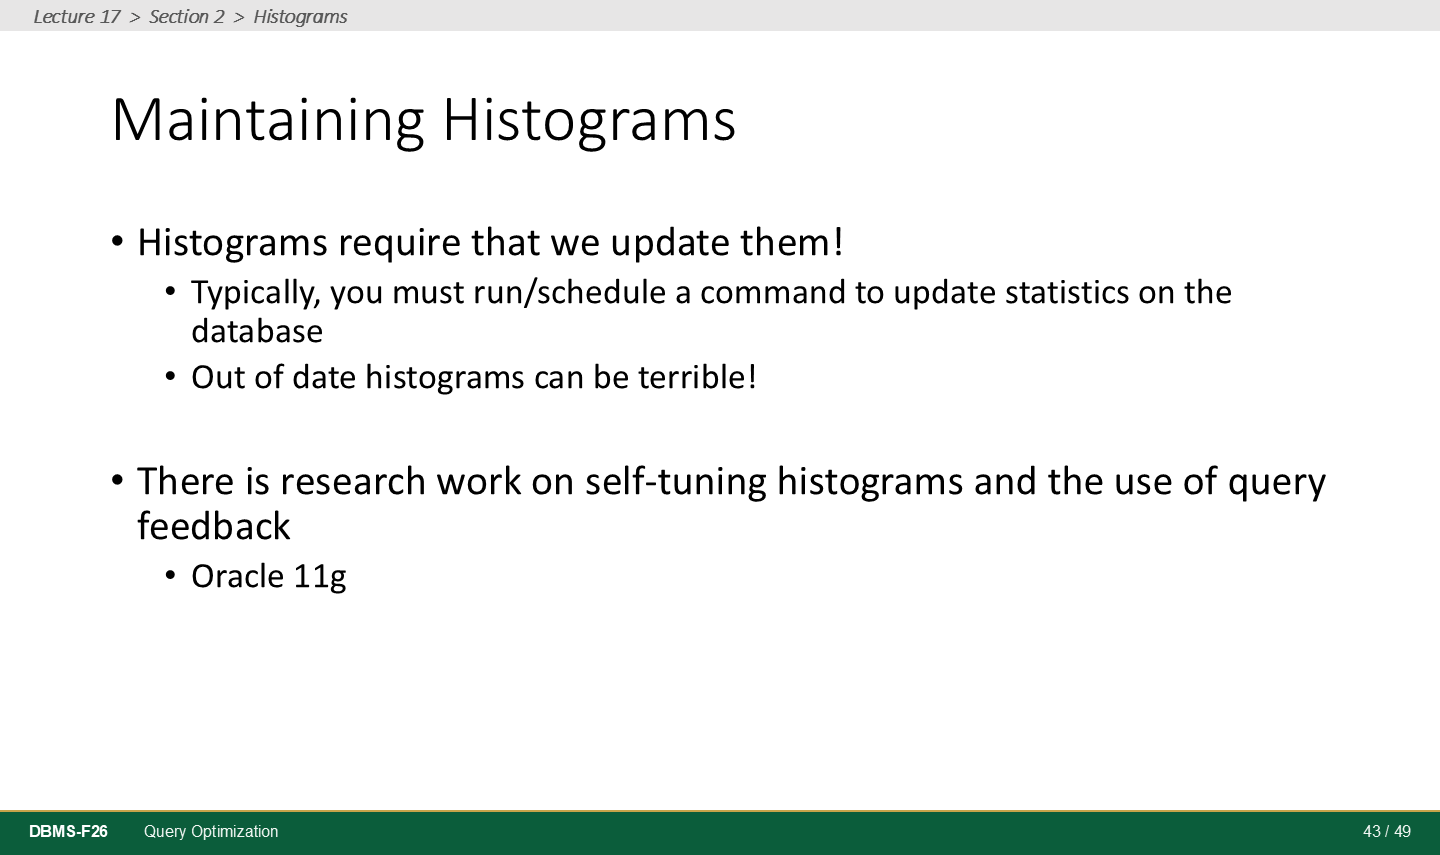 Lecture 17 > Section 2 > Histograms
Maintaining Histograms
• Histograms require that we update them!
• Typically, you must run/schedule a command to update statistics on the
database
• Out of date histograms can be terrible!
• There is research work on self-tuning histograms and the use of query
feedback
• Oracle 11g
DBMS-F26 Query Optimization 43 / 49